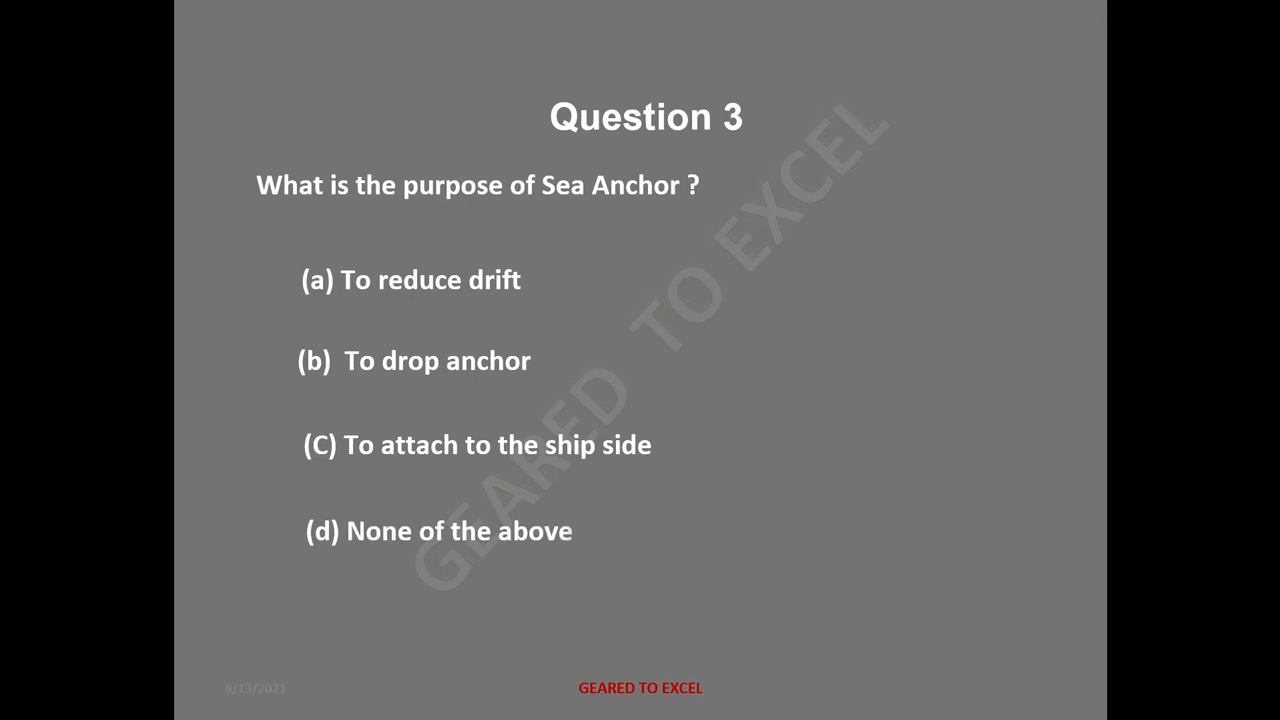 Question 3
What is the purpose of Sea Anchor ?
(a) To reduce drift
(b) To drop anchor
(C) To attach to the ship side
(d) None of the above
GEARED TO EXCEL
8/13/2021
GEARED TO EXCEL